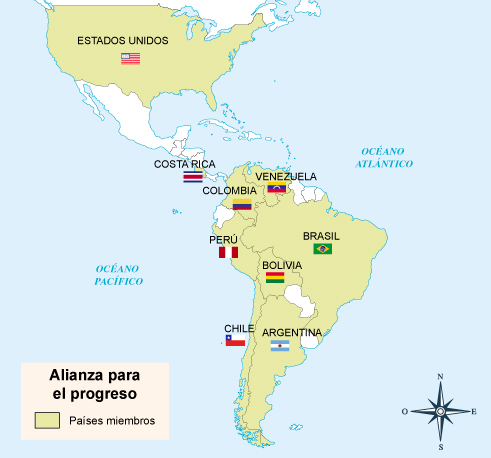 ESTADOS UNIDOS
OCÉANO
ATLÁNTICO
COSTA RICA
VENEZUELA
COLOMBIA
PERÚ
BRASIL
BOLIVIA
OCÉANO
PACÍFICO
CHILE
ARGENTINA
Alianza para
el progreso
Países miembros
N
O
E
S